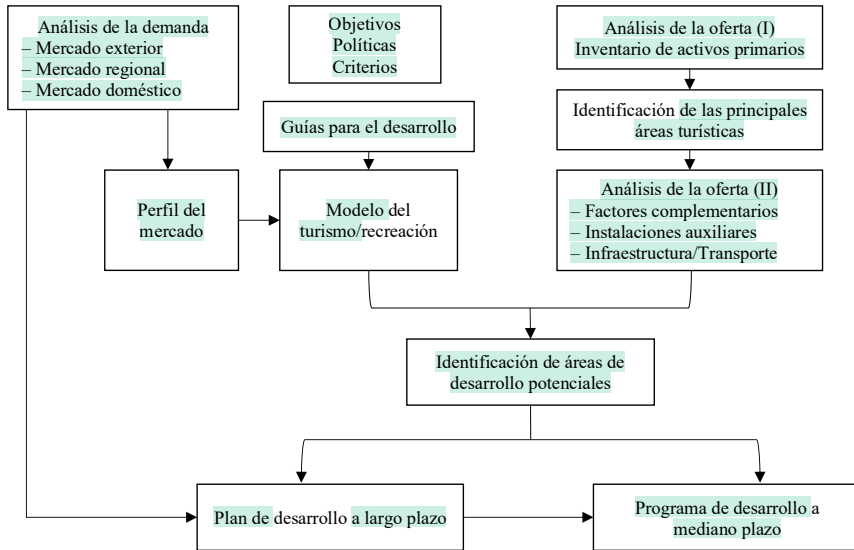 Análisis de la demanda
– Mercado exterior
– Mercado regional
– Mercado doméstico
Objetivos
Políticas
Criterios
Análisis de la oferta (I)
Inventario de activos primarios
Guías para el desarrollo
Identificación de las principales
áreas turísticas
Perfil del
mercado
Modelo del
turismo/recreación
Análisis de la oferta (II)
– Factores complementarios
– Instalaciones auxiliares
– Infraestructura/Transporte
Identificación de áreas de
desarrollo potenciales
Plan de desarrollo a largo plazo
Programa de desarrollo a
mediano plazo